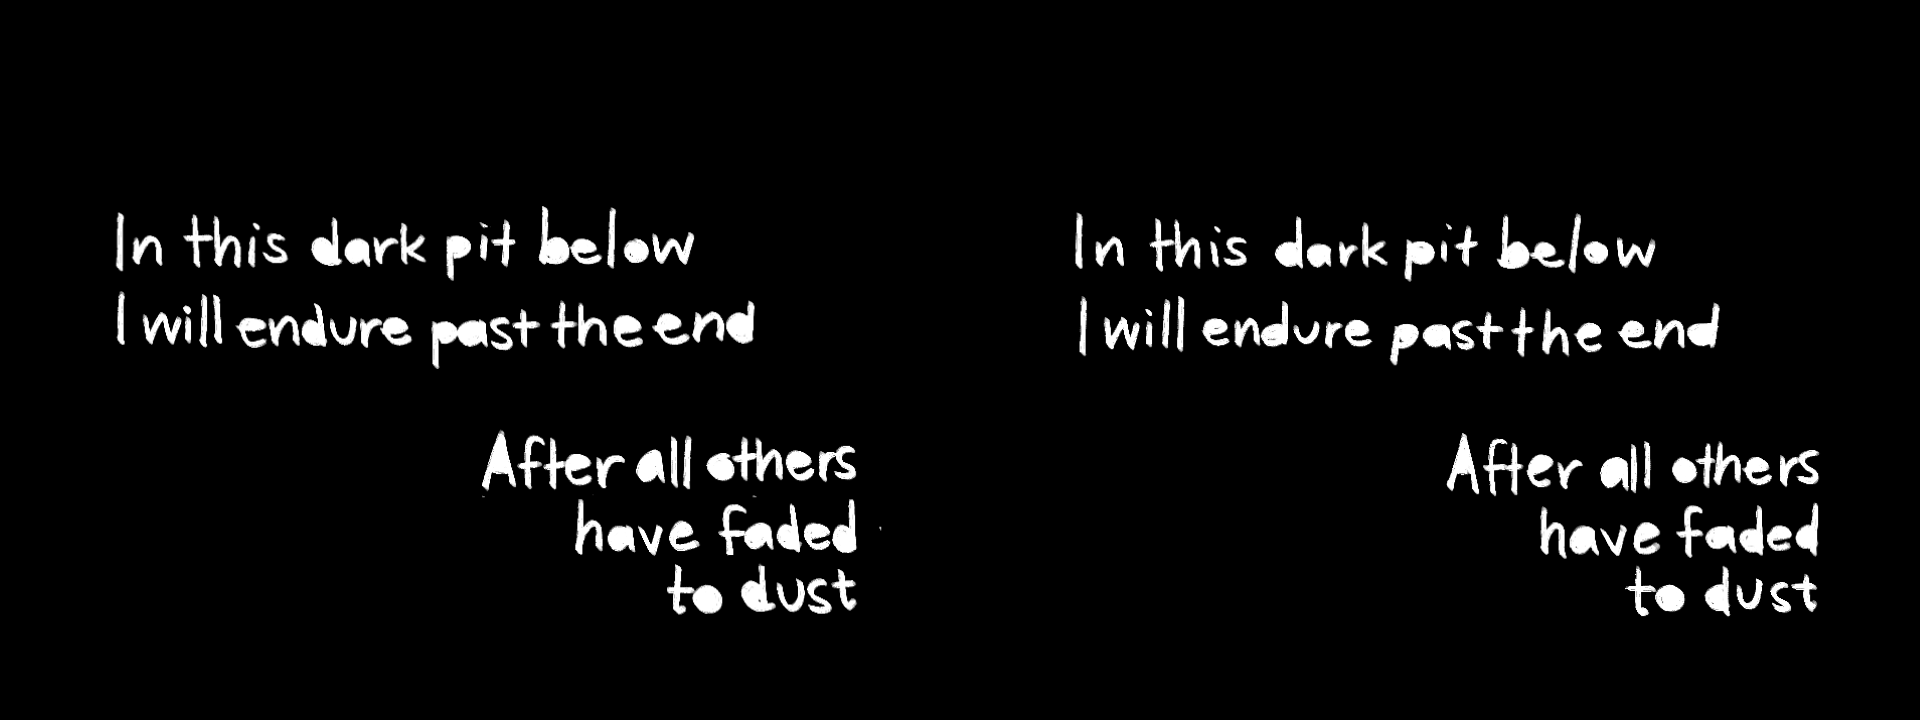 In this dark pit below
I will endure past the end
After all others
have faded
to dust
In this dark pit below
I will endure past the end
After all others
have faded
to dust